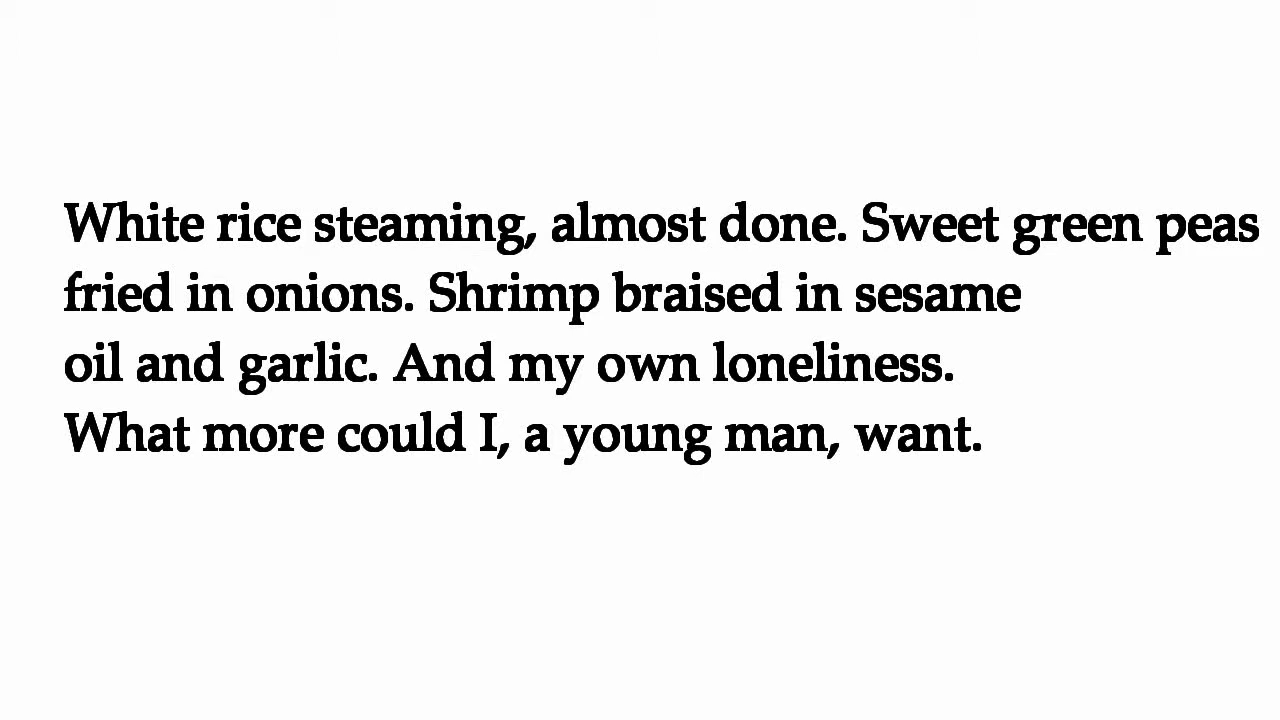 White rice steaming, almost done. Sweet green peas
fried in onions. Shrimp braised in sesame
oil and garlic. And my own loneliness.
What more could I, a young man, want.